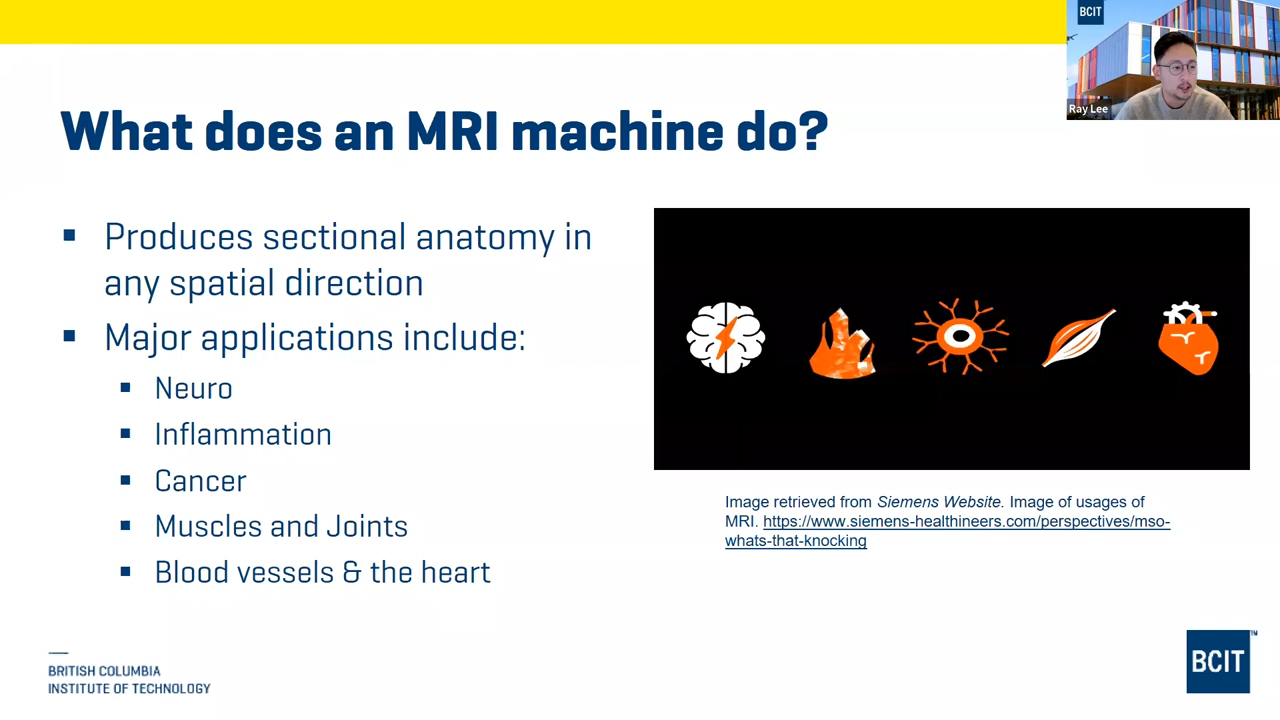 BCIT
Ray Lee
What does an MRI machine do?
▪ Produces sectional anatomy in
any spatial direction
▪ Major applications include:
▪ Neuro
▪ Inflammation
▪ Cancer
▪ Muscles and Joints
▪ Blood vessels & the heart
Image retrieved from Siemens Website. Image of usages of
MRI. https://www.siemens-healthineers.com/perspectives/mso-
whats-that-knocking
BRITISH COLUMBIA
INSTITUTE OF TECHNOLOGY
BCIT™